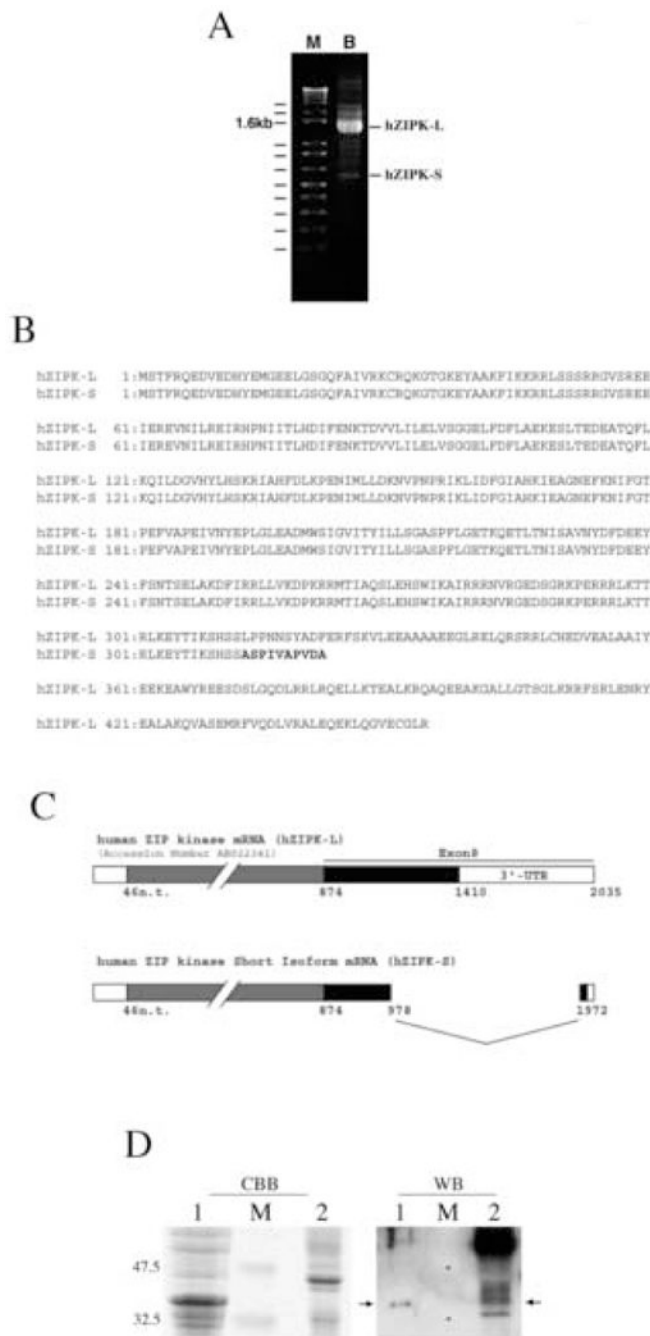 A
M B
1.6kb
hZIPK-L
hZIPK-S
B
hZIPK-L 1:MSTFRQEDVEDHYEMGEELGSGQFAIVRKCRQKGTGKEYAAKFIKKRRLSSSRRGVSREE
hZIPK-S 1:MSTFRQEDVEDHYEMGEELGSGQFAIVRKCRQKGTGKEYAAKFIKKRRLSSSRRGVSREE
hZIPK-L 61:IEREVNILREIRHPNIITLHDIFENKTDVVLILELVSGGELFDFLAEKESLTEDEATQFL
hZIPK-S 61:IEREVNILREIRHPNIITLHDIFENKTDVVLILELVSGGELFDFLAEKESLTEDEATQFL
hZIPK-L 121:KQILDGVHYLHSKRIAHFDLKPENIMLLDKNVPNPRIKLIDFGIAHKIEAGNEFKNIFGT
hZIPK-S 121:KQILDGVHYLHSKRIAHFDLKPENIMLLDKNVPNPRIKLIDFGIAHKIEAGNEFKNIFGT
hZIPK-L 181:PEFVAPEIVNYEPLGLEADMWSIGVITYILLSGASPFLGETKQETLTNISAVNYDFDEEY
hZIPK-S 181:PEFVAPEIVNYEPLGLEADMWSIGVITYILLSGASPFLGETKQETLTNISAVNYDFDEEY
hZIPK-L 241:FSNTSELAKDFIRRLLVKDPKRRMTIAQSLEHSWIKAIRRRNVRGEDSGRKPERRRLKTT
hZIPK-S 241:FSNTSELAKDFIRRLLVKDPKRRMTIAQSLEHSWIKAIRRRNVRGEDSGRKPERRRLKTT
hZIPK-L 301:RLKEYTIKSHSSLPPNNSYADFERFSKVLEEAAAAEEGLRELQRSRRLCHEDVEALAAIY
hZIPK-S 301:RLKEYTIKSHSSASPIVAPVDA
hZIPK-L 361:EEKEAWYREESDSLGQDLRRLRQELLKTEALKRQAQEEAKGALLGTSGLKRRFSRLENRY
hZIPK-L 421:EALAKQVASEMRFVQDLVRALEQEKLQGVECGLR
C
human ZIP kinase mRNA (hZIPK-L)
(Accession Number AB022341)
Exon9
3'-UTR
46n.t. 874 1410 2035
human ZIP kinase Short Isoform mRNA (hZIPK-S)
46n.t. 874 978 1972
D
CBB WB
1 M 2 1 M 2
47.5
32.5